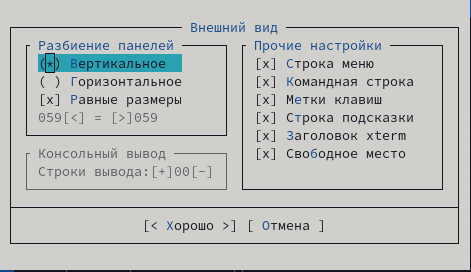 Внешний вид
Разбиение панелей
(*) Вертикальное
( ) Горизонтальное
[x] Равные размеры
059[<] = [>]059
Консольный вывод
Строки вывода:[+]00[-]
Прочие настройки
[x] Строка меню
[x] Командная строка
[x] Метки клавиш
[x] Строка подсказки
[x] Заголовок xterm
[x] Свободное место
[< Хорошо >] [ Отмена ]